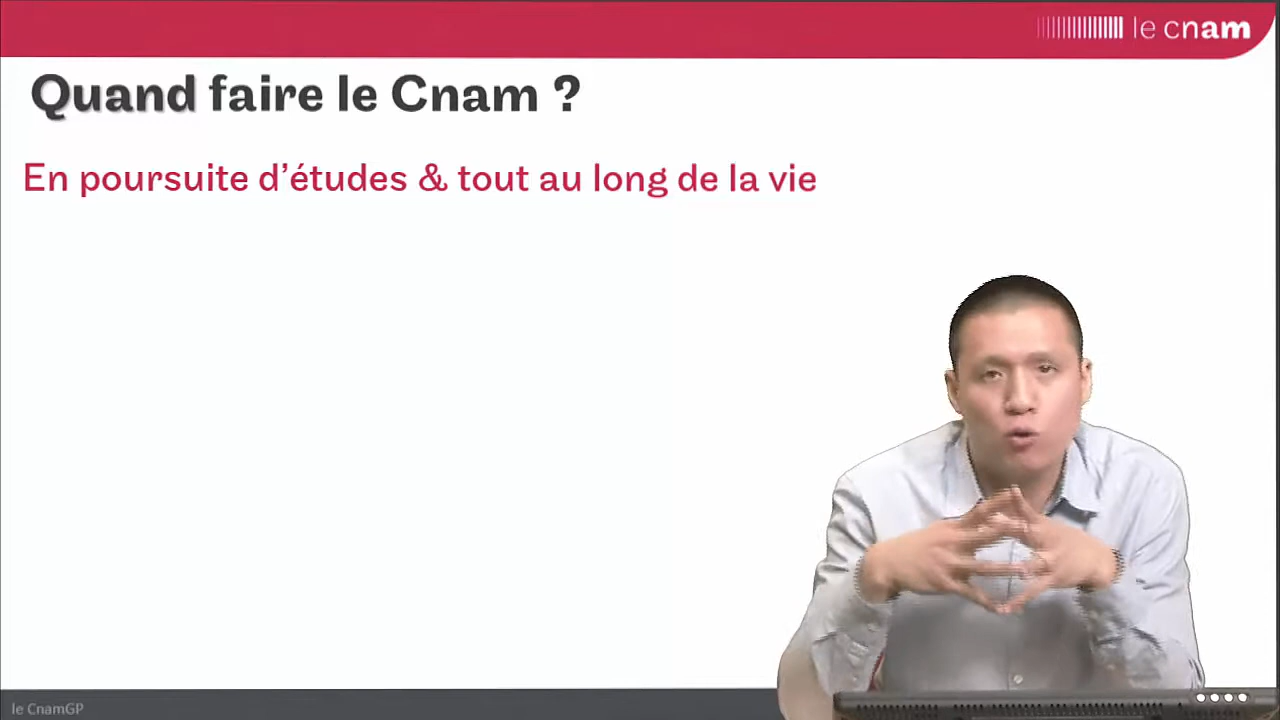 le cnam
Quand faire le Cnam ?
En poursuite d’études & tout au long de la vie
le CnamGP